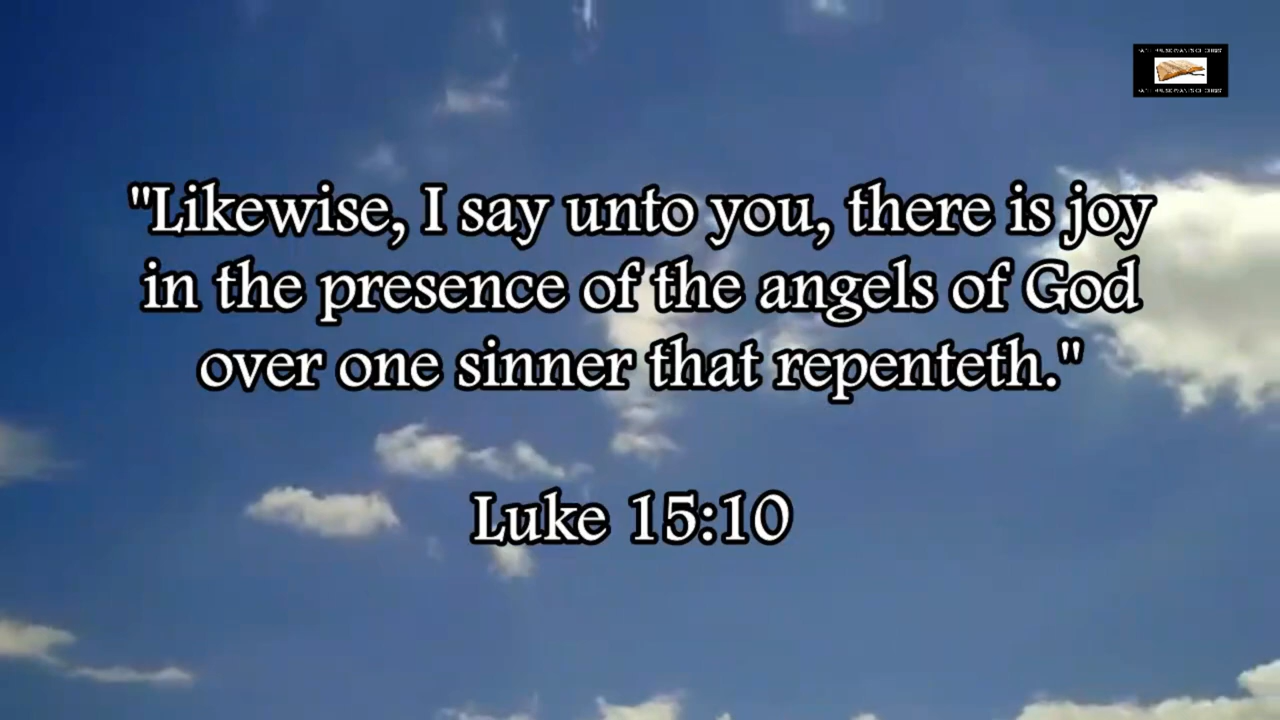 "Likewise, I say unto you, there is joy
in the presence of the angels of God
over one sinner that repenteth."
Luke 15:10